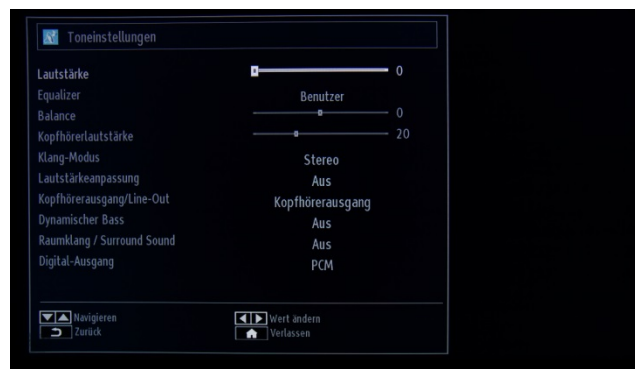 Toneinstellungen
Lautstärke 0
Equalizer Benutzer
Balance 0
Kopfhörerlautstärke 20
Klang-Modus Stereo
Lautstärkeanpassung Aus
Kopfhörerausgang/Line-Out Kopfhörerausgang
Dynamischer Bass Aus
Raumklang / Surround Sound Aus
Digital-Ausgang PCM
Navigieren Wert ändern
Zurück Verlassen